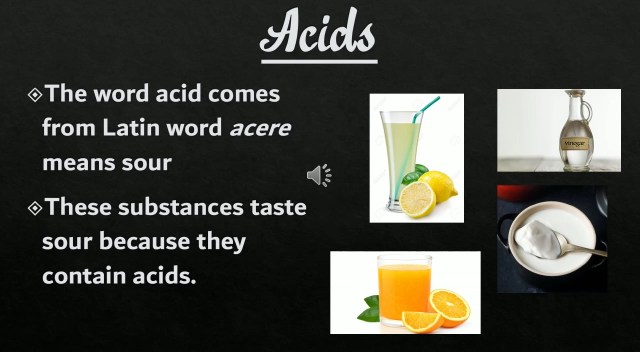 Acids
The word acid comes
from Latin word acere
means sour
These substances taste
sour because they
contain acids.
vinegar